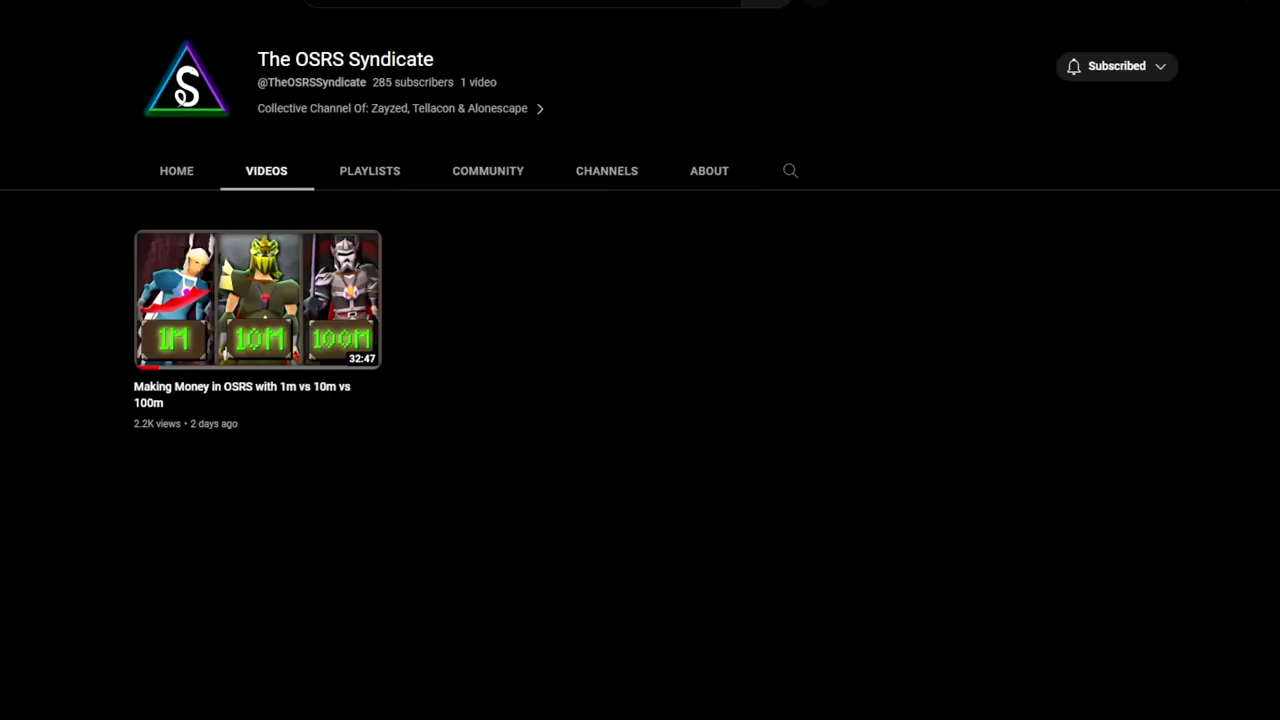 The OSRS Syndicate
@TheOSRSSyndicate 285 subscribers 1 video
Collective Channel Of: Zayzed, Tellacon & Alonescape
Subscribed
HOME VIDEOS PLAYLISTS COMMUNITY CHANNELS ABOUT
1M 10M 100M
32:47
Making Money in OSRS with 1m vs 10m vs
100m
2.2K views • 2 days ago